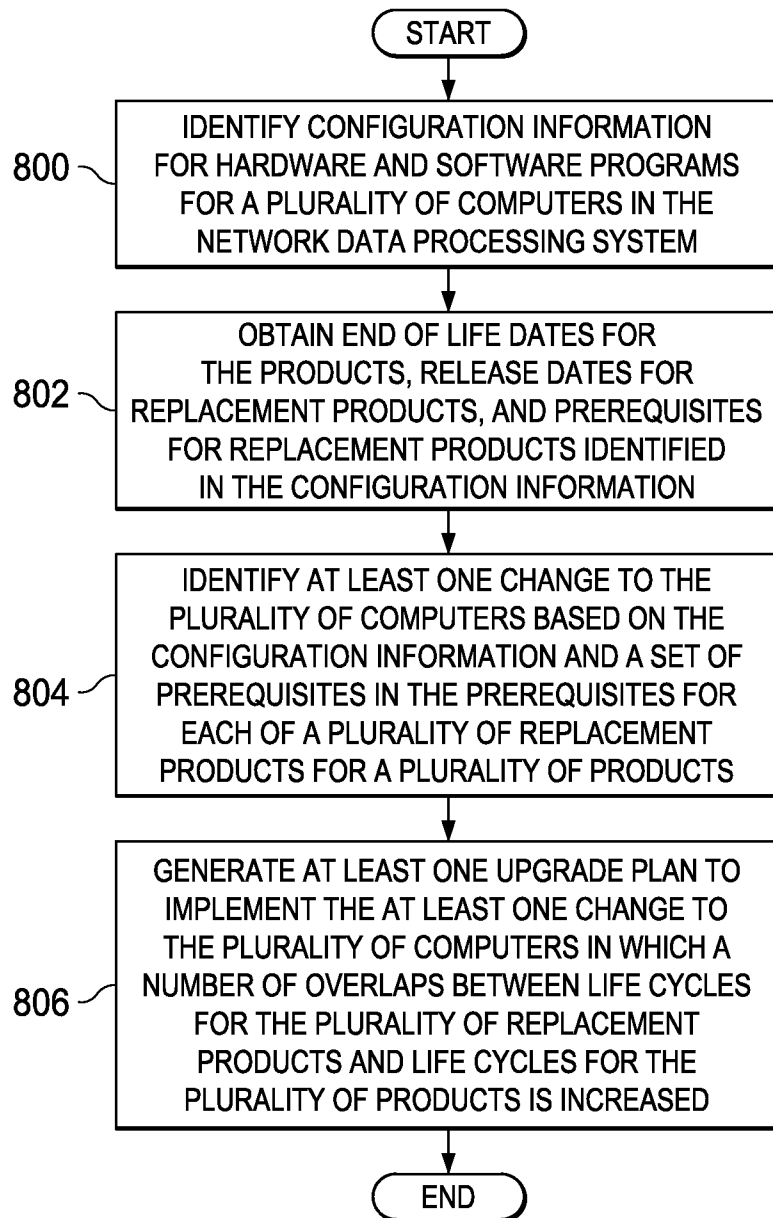 START
800
IDENTIFY CONFIGURATION INFORMATION
FOR HARDWARE AND SOFTWARE PROGRAMS
FOR A PLURALITY OF COMPUTERS IN THE
NETWORK DATA PROCESSING SYSTEM
802
OBTAIN END OF LIFE DATES FOR
THE PRODUCTS, RELEASE DATES FOR
REPLACEMENT PRODUCTS, AND PREREQUISITES
FOR REPLACEMENT PRODUCTS IDENTIFIED
IN THE CONFIGURATION INFORMATION
804
IDENTIFY AT LEAST ONE CHANGE TO THE
PLURALITY OF COMPUTERS BASED ON THE
CONFIGURATION INFORMATION AND A SET OF
PREREQUISITES IN THE PREREQUISITES FOR
EACH OF A PLURALITY OF REPLACEMENT
PRODUCTS FOR A PLURALITY OF PRODUCTS
806
GENERATE AT LEAST ONE UPGRADE PLAN TO
IMPLEMENT THE AT LEAST ONE CHANGE TO
THE PLURALITY OF COMPUTERS IN WHICH A
NUMBER OF OVERLAPS BETWEEN LIFE CYCLES
FOR THE PLURALITY OF REPLACEMENT
PRODUCTS AND LIFE CYCLES FOR THE
PLURALITY OF PRODUCTS IS INCREASED
END